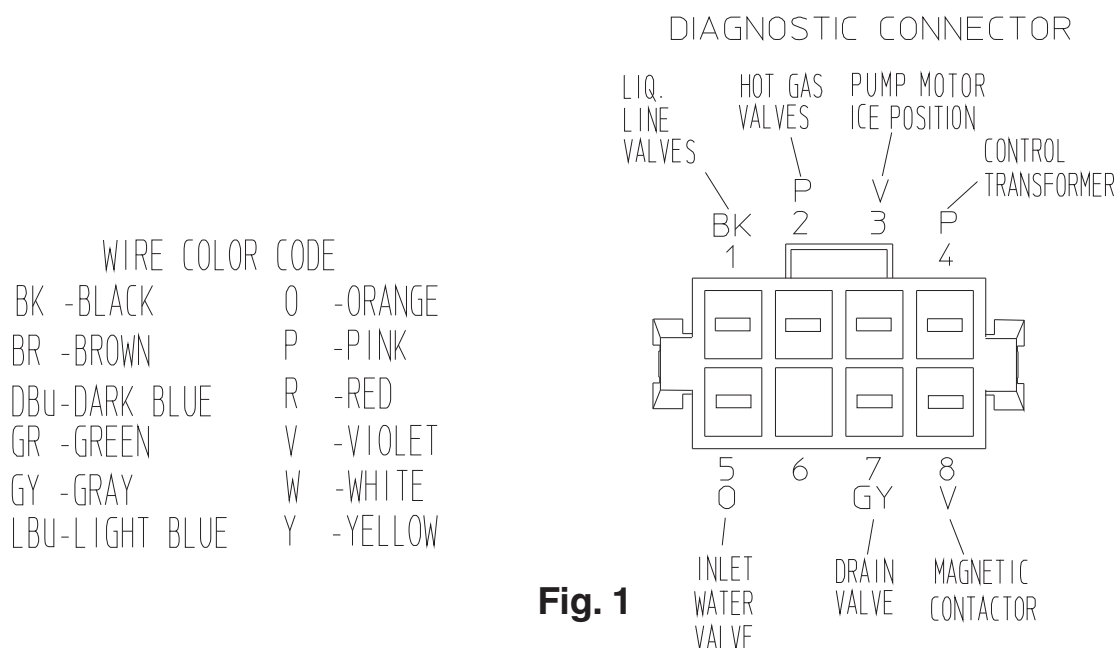 DIAGNOSTIC CONNECTOR
LIQ.
LINE
VALVES
HOT GAS
VALVES
PUMP MOTOR
ICE POSITION
CONTROL
TRANSFORMER
BK
1
P
2
V
3
P
4
5
O
6
7
GY
8
V
INLET
WATER
VALVE
DRAIN
VALVE
MAGNETIC
CONTACTOR
WIRE COLOR CODE
BK -BLACK O -ORANGE
BR -BROWN P -PINK
DBU-DARK BLUE R -RED
GR -GREEN V -VIOLET
GY -GRAY W -WHITE
LBU-LIGHT BLUE Y -YELLOW
Fig. 1